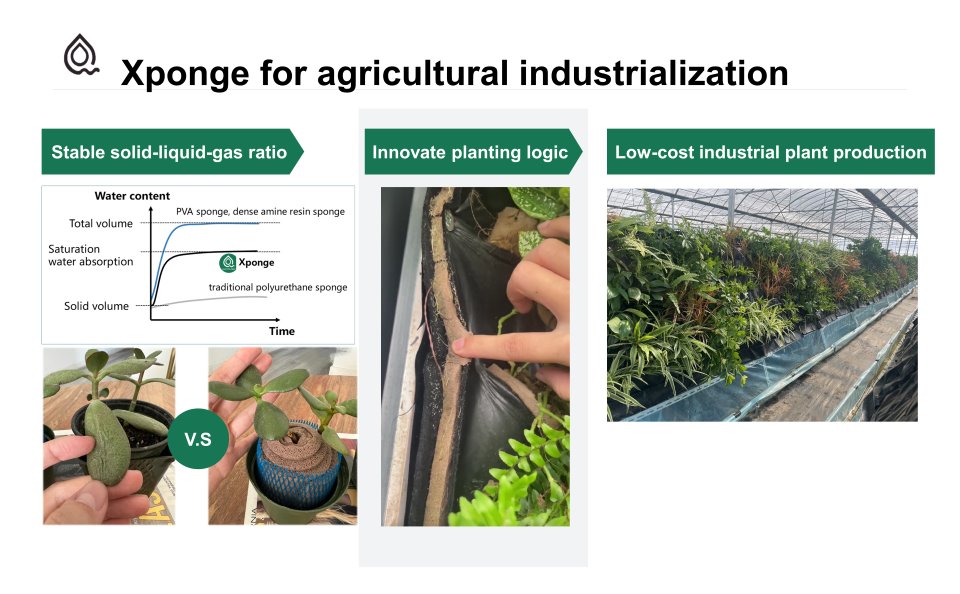 Xponge for agricultural industrialization
Stable solid-liquid-gas ratio
Water content
PVA sponge, dense amine resin sponge
Total volume
Saturation
water absorption
Xponge
traditional polyurethane sponge
Solid volume
Time
V.S
Innovate planting logic
Low-cost industrial plant production